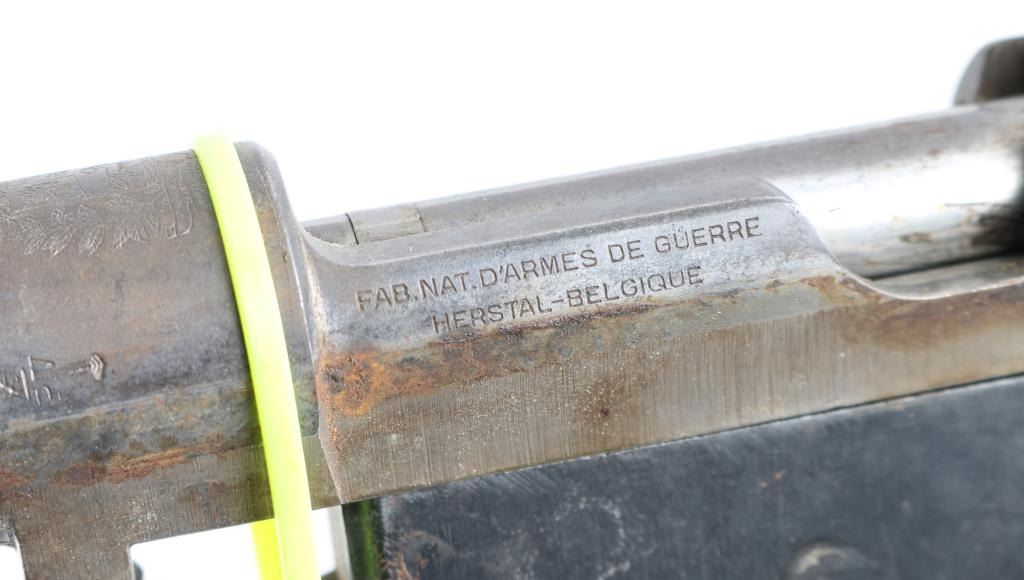 FAB.NAT.D'ARMES DE GUERRE
HERSTAL-BELGIQUE